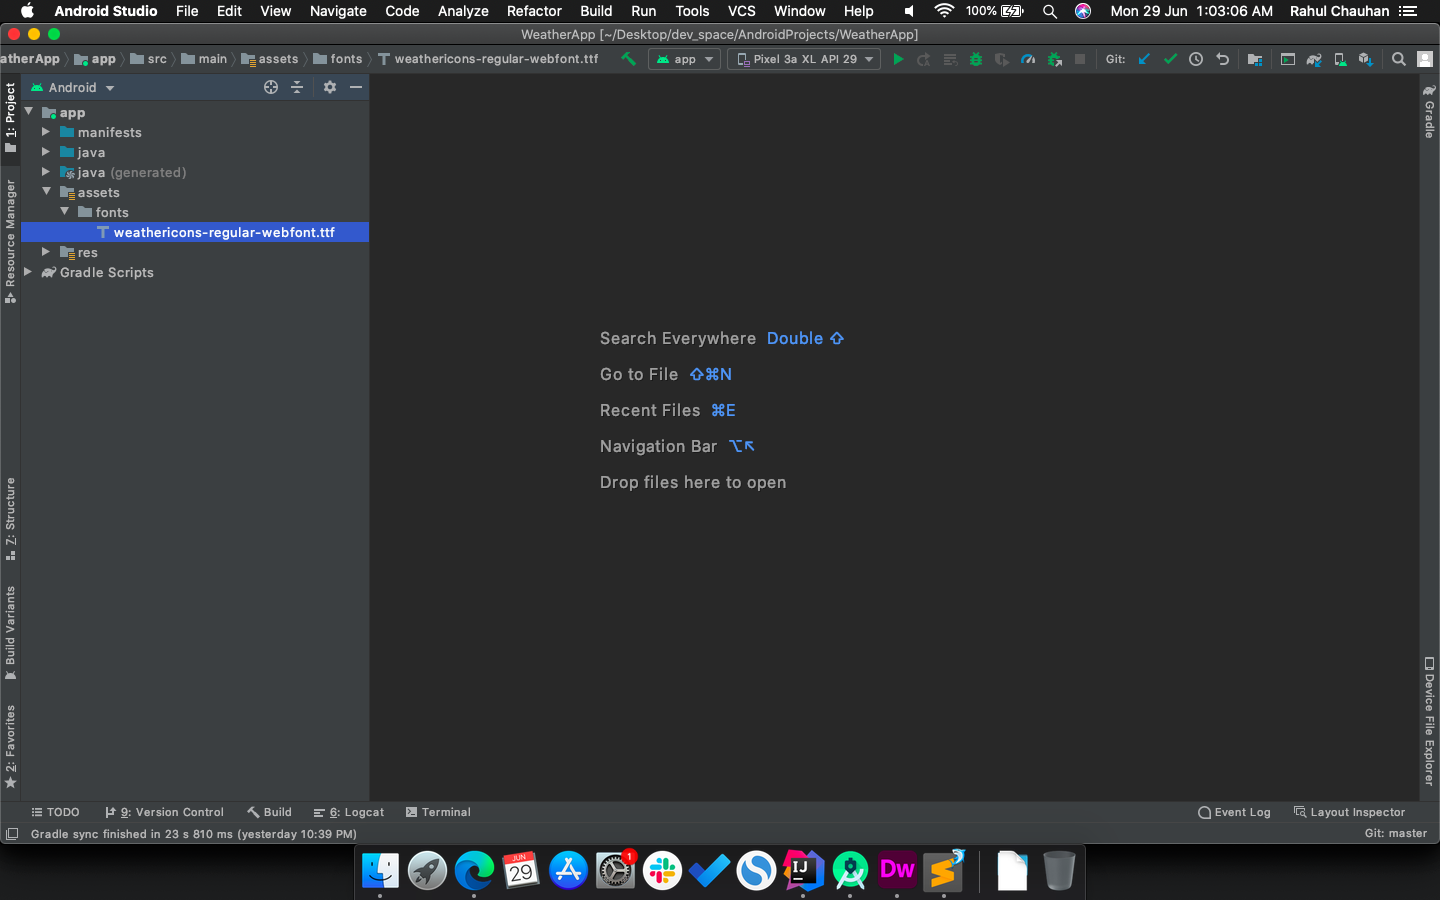 Android Studio File Edit View Navigate Code Analyze Refactor Build Run Tools VCS Window Help 100% Mon 29 Jun 1:03:06 AM Rahul Chauhan
WeatherApp [~/Desktop/dev_space/AndroidProjects/WeatherApp]
atherApp app src main assets fonts weathericons-regular-webfont.ttf app Pixel 3a XL API 29 Git:
1: Project
Resource Manager
Z: Structure
Build Variants
2: Favorites
Android
app
manifests
java
java (generated)
assets
fonts
weathericons-regular-webfont.ttf
res
Gradle Scripts
Search Everywhere Double ⇧
Go to File ⇧⌘N
Recent Files ⌘E
Navigation Bar ⌥↖
Drop files here to open
Gradle
Device File Explorer
TODO 9: Version Control Build 6: Logcat Terminal Event Log Layout Inspector
Gradle sync finished in 23 s 810 ms (yesterday 10:39 PM) Git: master
JUN
29
1
IJ
Dw